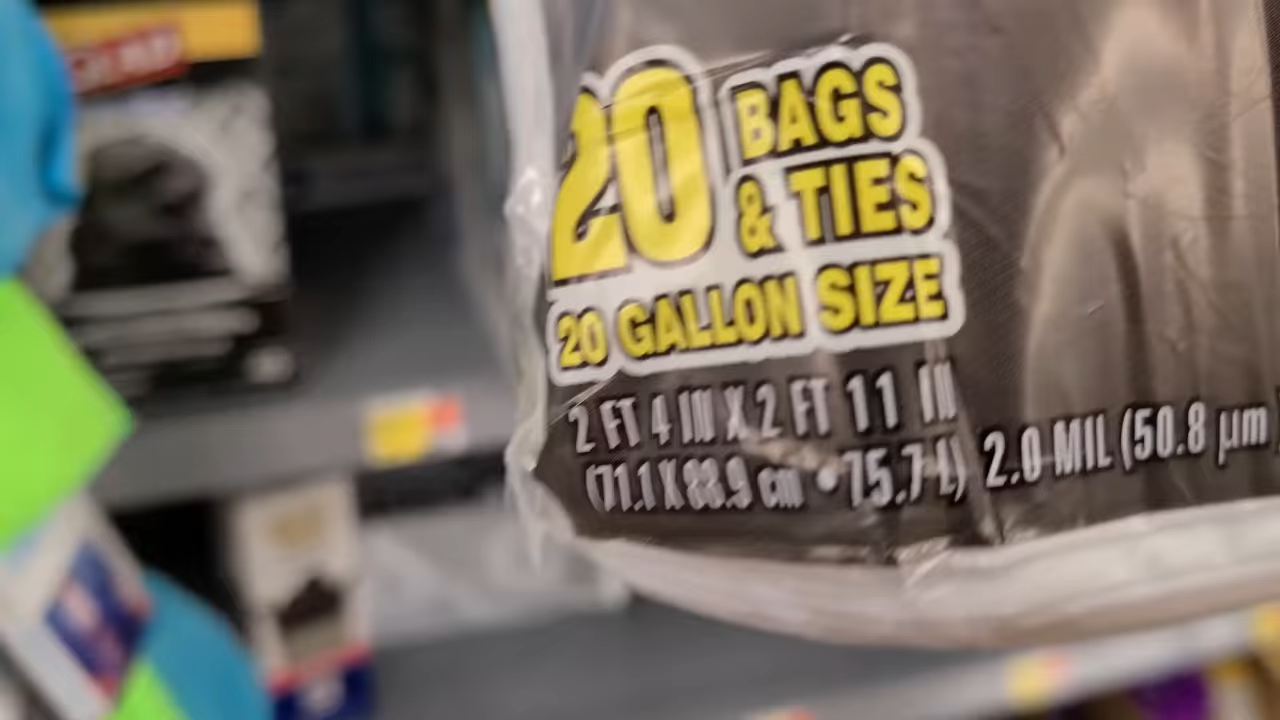 20 BAGS
& TIES
20 GALLON SIZE
2 FT 4 IN X 2 FT 11 IN
(71.1 X 88.9 cm • 75.7 L) 2.0 MIL (50.8 µm